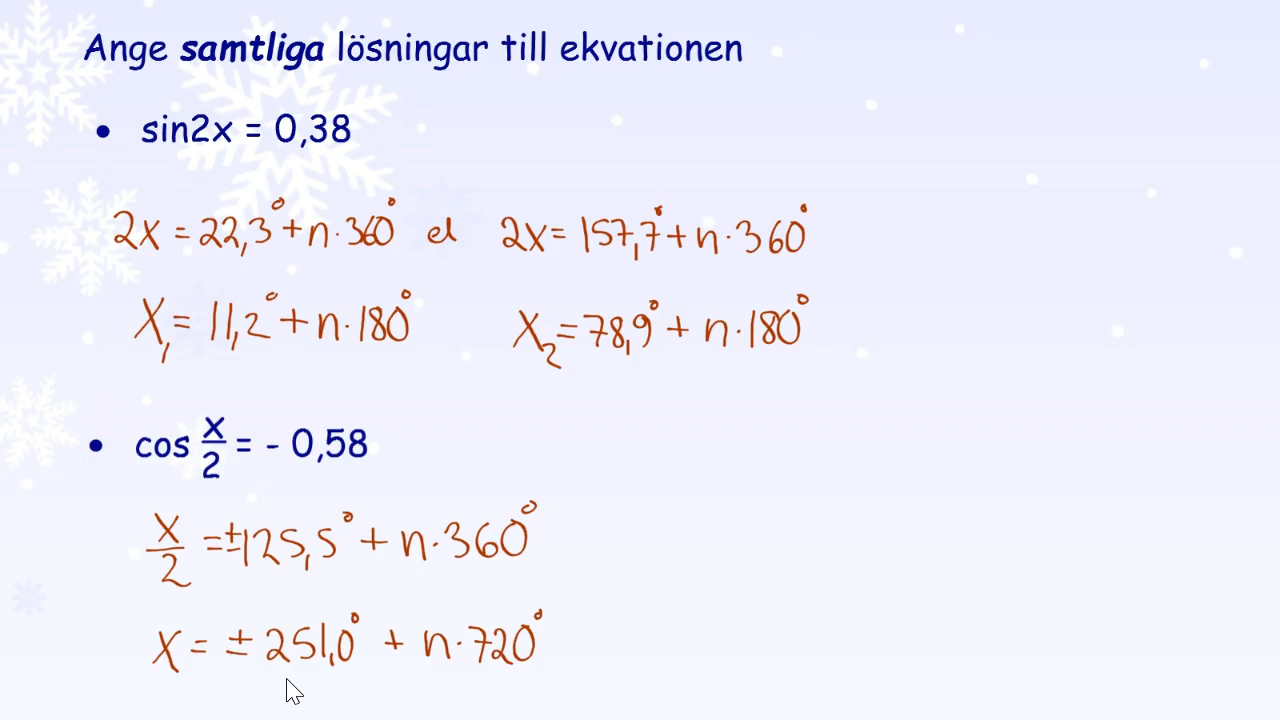 Ange samtliga lösningar till ekvationen
• sin2x = 0,38
2x = 22,3° + n·360° el 2x = 157,7° + n·360°
x₁ = 11,2° + n·180° x₂ = 78,9° + n·180°
• cos x/2 = - 0,58
x/2 = ±125,5° + n·360°
x = ± 251,0° + n·720°